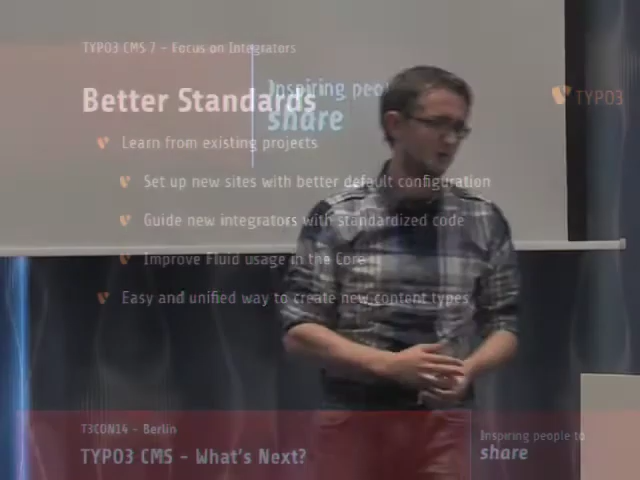 TYPO3 CMS 7 - Focus on Integrators
Better Standards
Inspiring peo
share
TYPO3
Learn from existing projects
Set up new sites with better default configuration
Guide new integrators with standardized code
Improve Fluid usage in the Core
Easy and unified way to create new content types
T3CON14 - Berlin
TYPO3 CMS - What's Next?
Inspiring people to
share